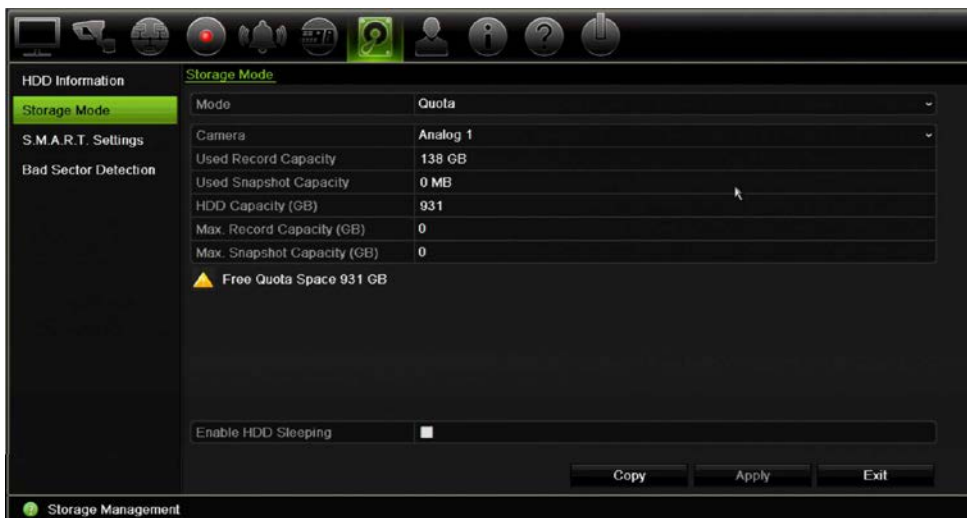 HDD Information
Storage Mode
S.M.A.R.T. Settings
Bad Sector Detection
Storage Mode
Mode Quota
Camera Analog 1
Used Record Capacity 138 GB
Used Snapshot Capacity 0 MB
HDD Capacity (GB) 931
Max. Record Capacity (GB) 0
Max. Snapshot Capacity (GB) 0
Free Quota Space 931 GB
Enable HDD Sleeping
Copy Apply Exit
Storage Management